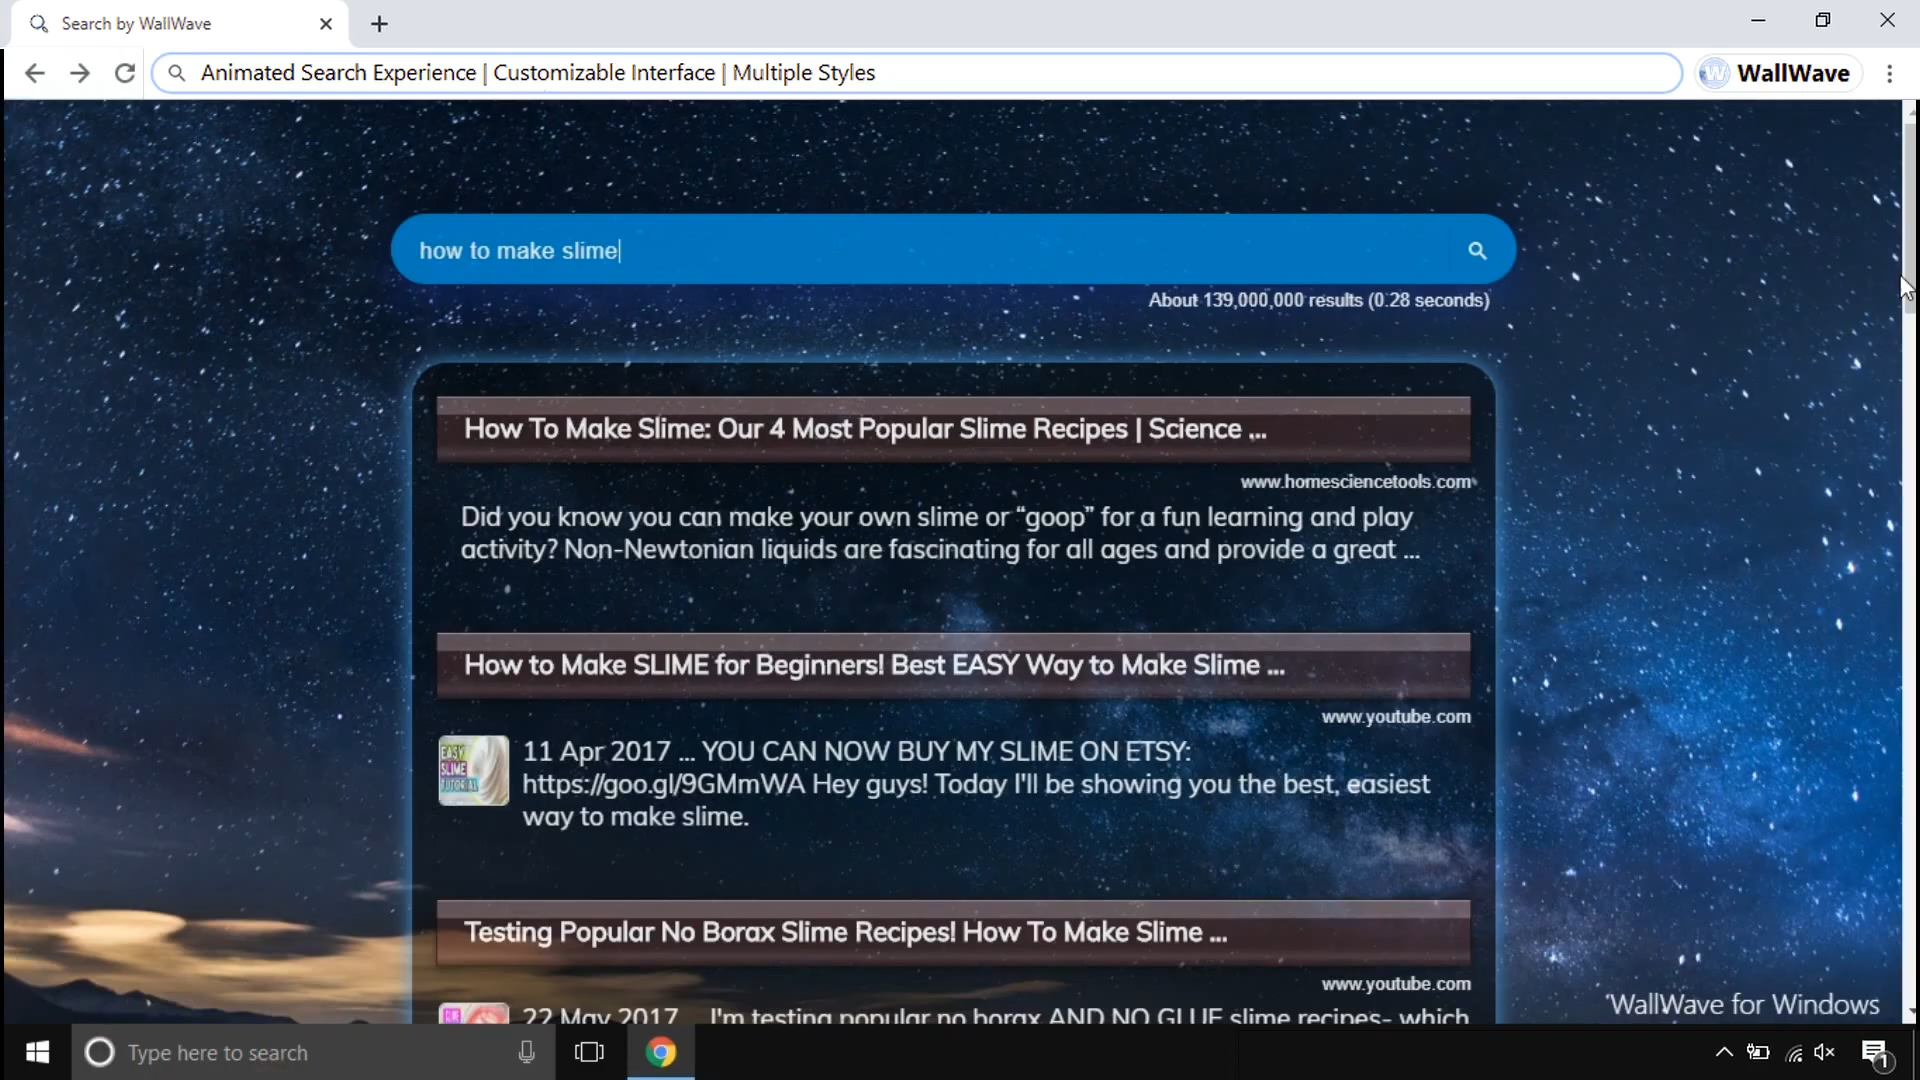 Search by WallWave
Animated Search Experience | Customizable Interface | Multiple Styles
WallWave
how to make slime
About 139,000,000 results (0.28 seconds)
How To Make Slime: Our 4 Most Popular Slime Recipes | Science ...
www.homesciencetools.com
Did you know you can make your own slime or “goop” for a fun learning and play
activity? Non-Newtonian liquids are fascinating for all ages and provide a great ...
How to Make SLIME for Beginners! Best EASY Way to Make Slime ...
www.youtube.com
EASY
SLIME
TUTORIAL
11 Apr 2017 ... YOU CAN NOW BUY MY SLIME ON ETSY:
https://goo.gl/9GMmWA Hey guys! Today I'll be showing you the best, easiest
way to make slime.
Testing Popular No Borax Slime Recipes! How To Make Slime ...
www.youtube.com
22 May 2017 ... I'm testing popular no borax AND NO GLUE slime recipes- which
WallWave for Windows
Type here to search
1